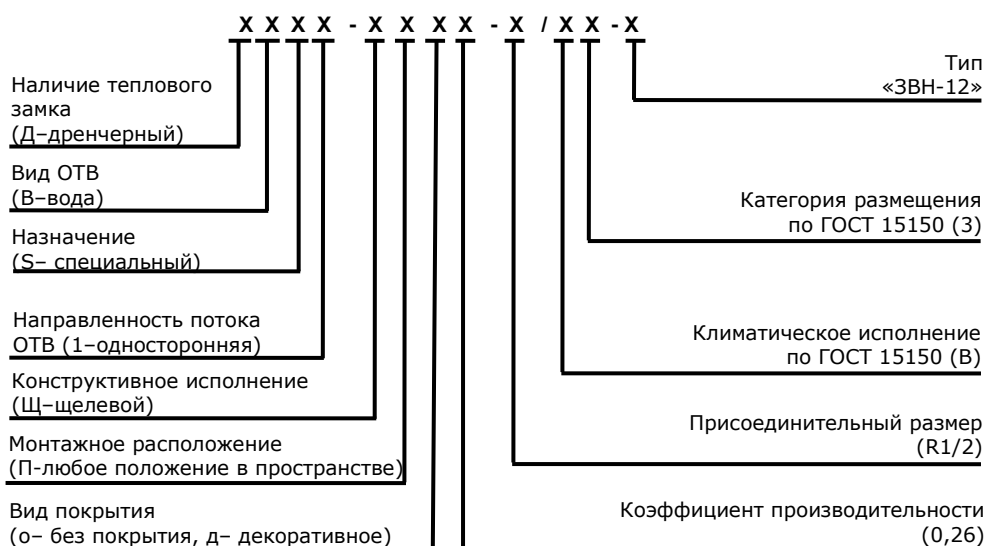 X X X X - X X X X - X / X X - X
Наличие теплового
замка
(Д–дренчерный)
Вид ОТВ
(В–вода)
Назначение
(S– специальный)
Направленность потока
ОТВ (1–односторонняя)
Конструктивное исполнение
(Щ–щелевой)
Монтажное расположение
(П-любое положение в пространстве)
Вид покрытия
(о– без покрытия, д– декоративное)
Тип
«ЗВН-12»
Категория размещения
по ГОСТ 15150 (3)
Климатическое исполнение
по ГОСТ 15150 (В)
Присоединительный размер
(R1/2)
Коэффициент производительности
(0,26)